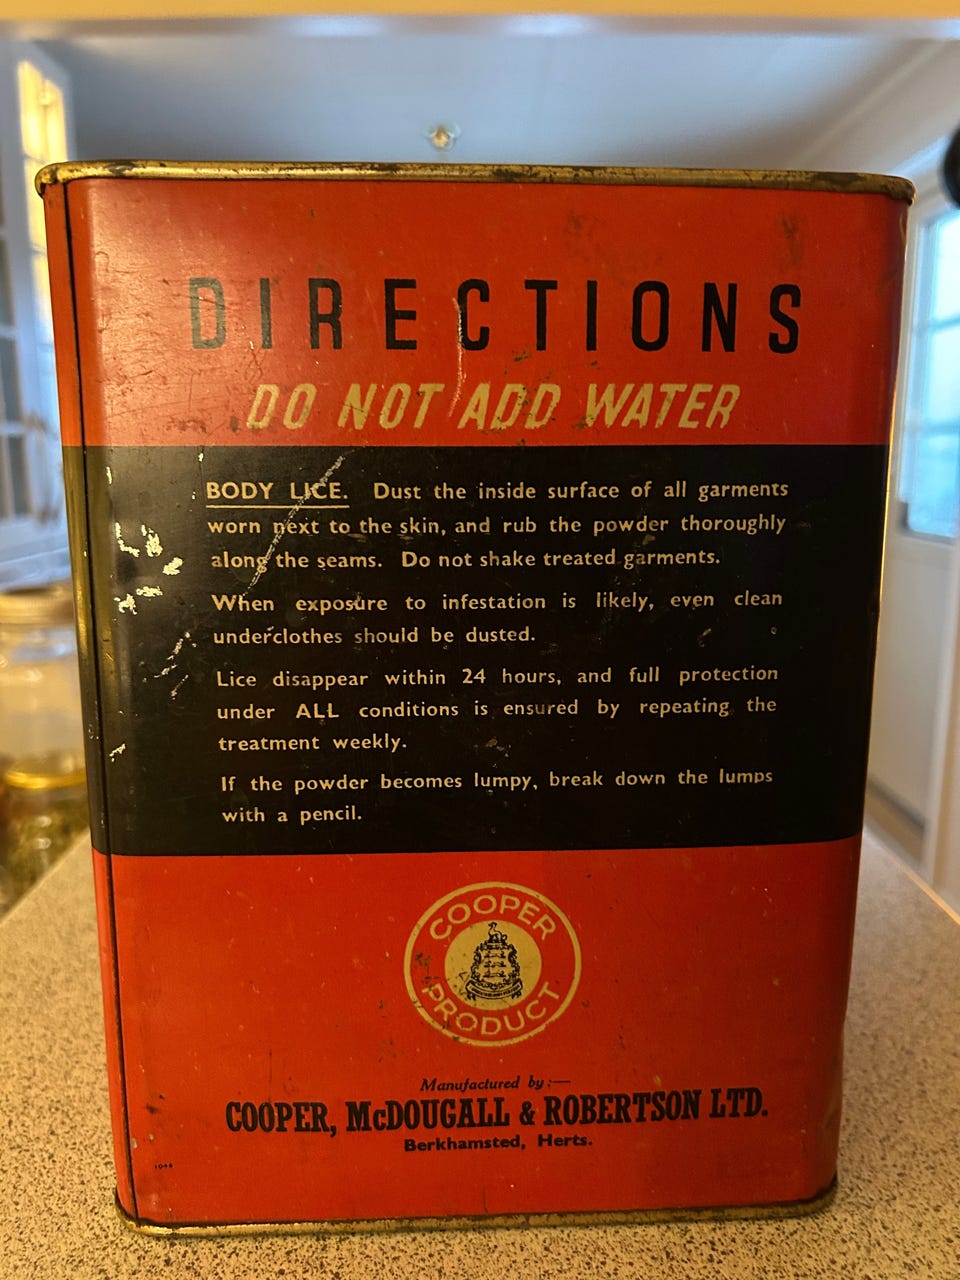 DIRECTIONS
DO NOT ADD WATER
BODY LICE. Dust the inside surface of all garments
worn next to the skin, and rub the powder thoroughly
along the seams. Do not shake treated garments.
When exposure to infestation is likely, even clean
underclothes should be dusted.
Lice disappear within 24 hours, and full protection
under ALL conditions is ensured by repeating the
treatment weekly.
If the powder becomes lumpy, break down the lumps
with a pencil.
COOPER
PRODUCT
Manufactured by:—
COOPER, McDOUGALL & ROBERTSON LTD.
Berkhamsted, Herts.